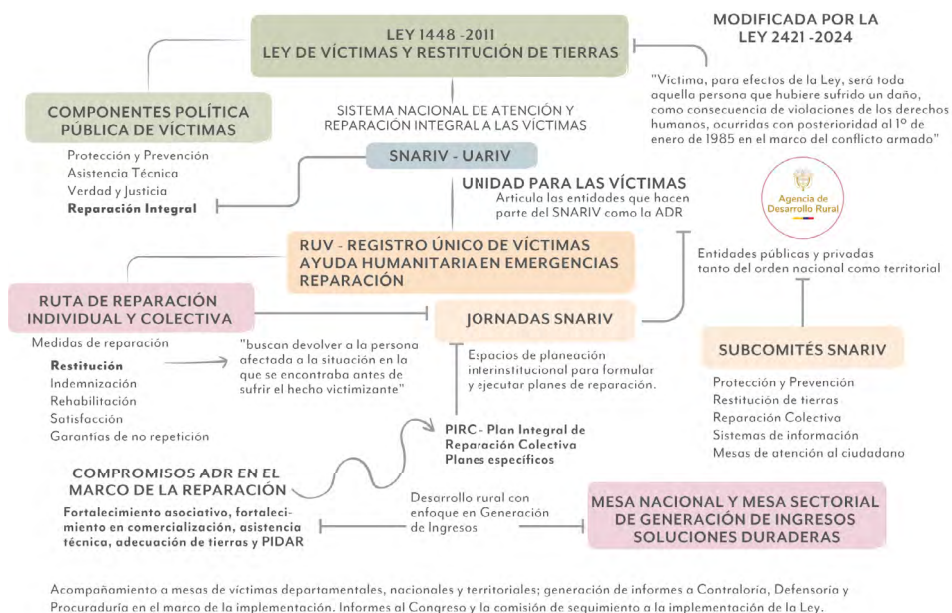 LEY 1448 -2011
LEY DE VÍCTIMAS Y RESTITUCIÓN DE TIERRAS
MODIFICADA POR LA
LEY 2421 -2024
"Víctima, para efectos de la Ley, será toda
aquella persona que hubiere sufrido un daño,
como consecuencia de violaciones de los derechos
humanos, ocurridas con posterioridad al 1º de
enero de 1985 en el marco del conflicto armado"
COMPONENTES POLÍTICA
PÚBLICA DE VÍCTIMAS
Protección y Prevención
Asistencia Técnica
Verdad y Justicia
Reparación Integral
SISTEMA NACIONAL DE ATENCIÓN Y
REPARACIÓN INTEGRAL A LAS VÍCTIMAS
SNARIV - UARIV
UNIDAD PARA LAS VÍCTIMAS
Articula las entidades que hacen
parte del SNARIV como la ADR
Agencia de
Desarrollo Rural
Entidades públicas y privadas
tanto del orden nacional como territorial
RUV - REGISTRO ÚNICO DE VÍCTIMAS
AYUDA HUMANITARIA EN EMERGENCIAS
REPARACIÓN
RUTA DE REPARACIÓN
INDIVIDUAL Y COLECTIVA
Medidas de reparación
Restitución
Indemnización
Rehabilitación
Satisfacción
Garantías de no repetición
"buscan devolver a la persona
afectada a la situación en la
que se encontraba antes de
sufrir el hecho victimizante"
JORNADAS SNARIV
Espacios de planeación
interinstitucional para formular
y ejecutar planes de reparación.
PIRC- Plan Integral de
Reparación Colectiva
Planes específicos
SUBCOMITÉS SNARIV
Protección y Prevención
Restitución de tierras
Reparación Colectiva
Sistemas de información
Mesas de atención al ciudadano
COMPROMISOS ADR EN EL
MARCO DE LA REPARACIÓN
Fortalecimiento asociativo, fortaleci-
miento en comercialización, asistencia
técnica, adecuación de tierras y PIDAR
Desarrollo rural con
enfoque en Generación
de Ingresos
MESA NACIONAL Y MESA SECTORIAL
DE GENERACIÓN DE INGRESOS
SOLUCIONES DURADERAS
Acompañamiento a mesas de víctimas departamentales, nacionales y territoriales; generación de informes a Contraloría, Defensoría y
Procuraduría en el marco de la implementación. Informes al Congreso y la comisión de seguimiento a la implementación de la Ley.